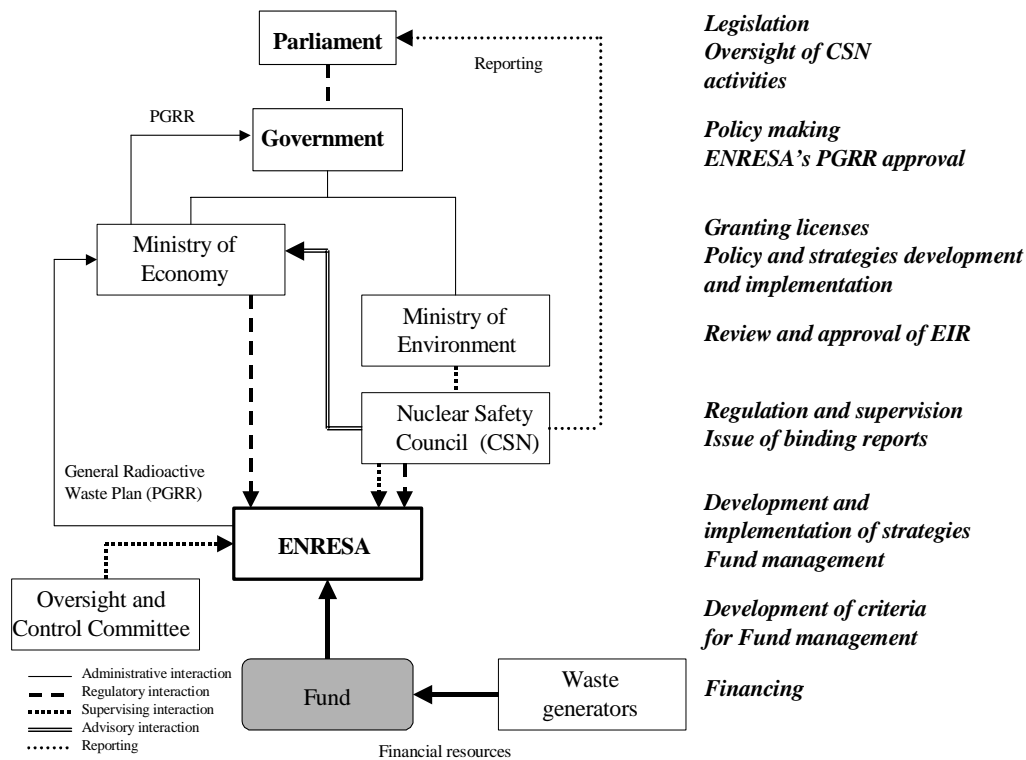 Parliament
Reporting
PGRR
Government
Ministry of
Economy
Ministry of
Environment
Nuclear Safety
Council (CSN)
General Radioactive
Waste Plan (PGRR)
ENRESA
Oversight and
Control Committee
Fund
Waste
generators
Financial resources
Administrative interaction
Regulatory interaction
Supervising interaction
Advisory interaction
Reporting
Legislation
Oversight of CSN
activities
Policy making
ENRESA's PGRR approval
Granting licenses
Policy and strategies development
and implementation
Review and approval of EIR
Regulation and supervision
Issue of binding reports
Development and
implementation of strategies
Fund management
Development of criteria
for Fund management
Financing